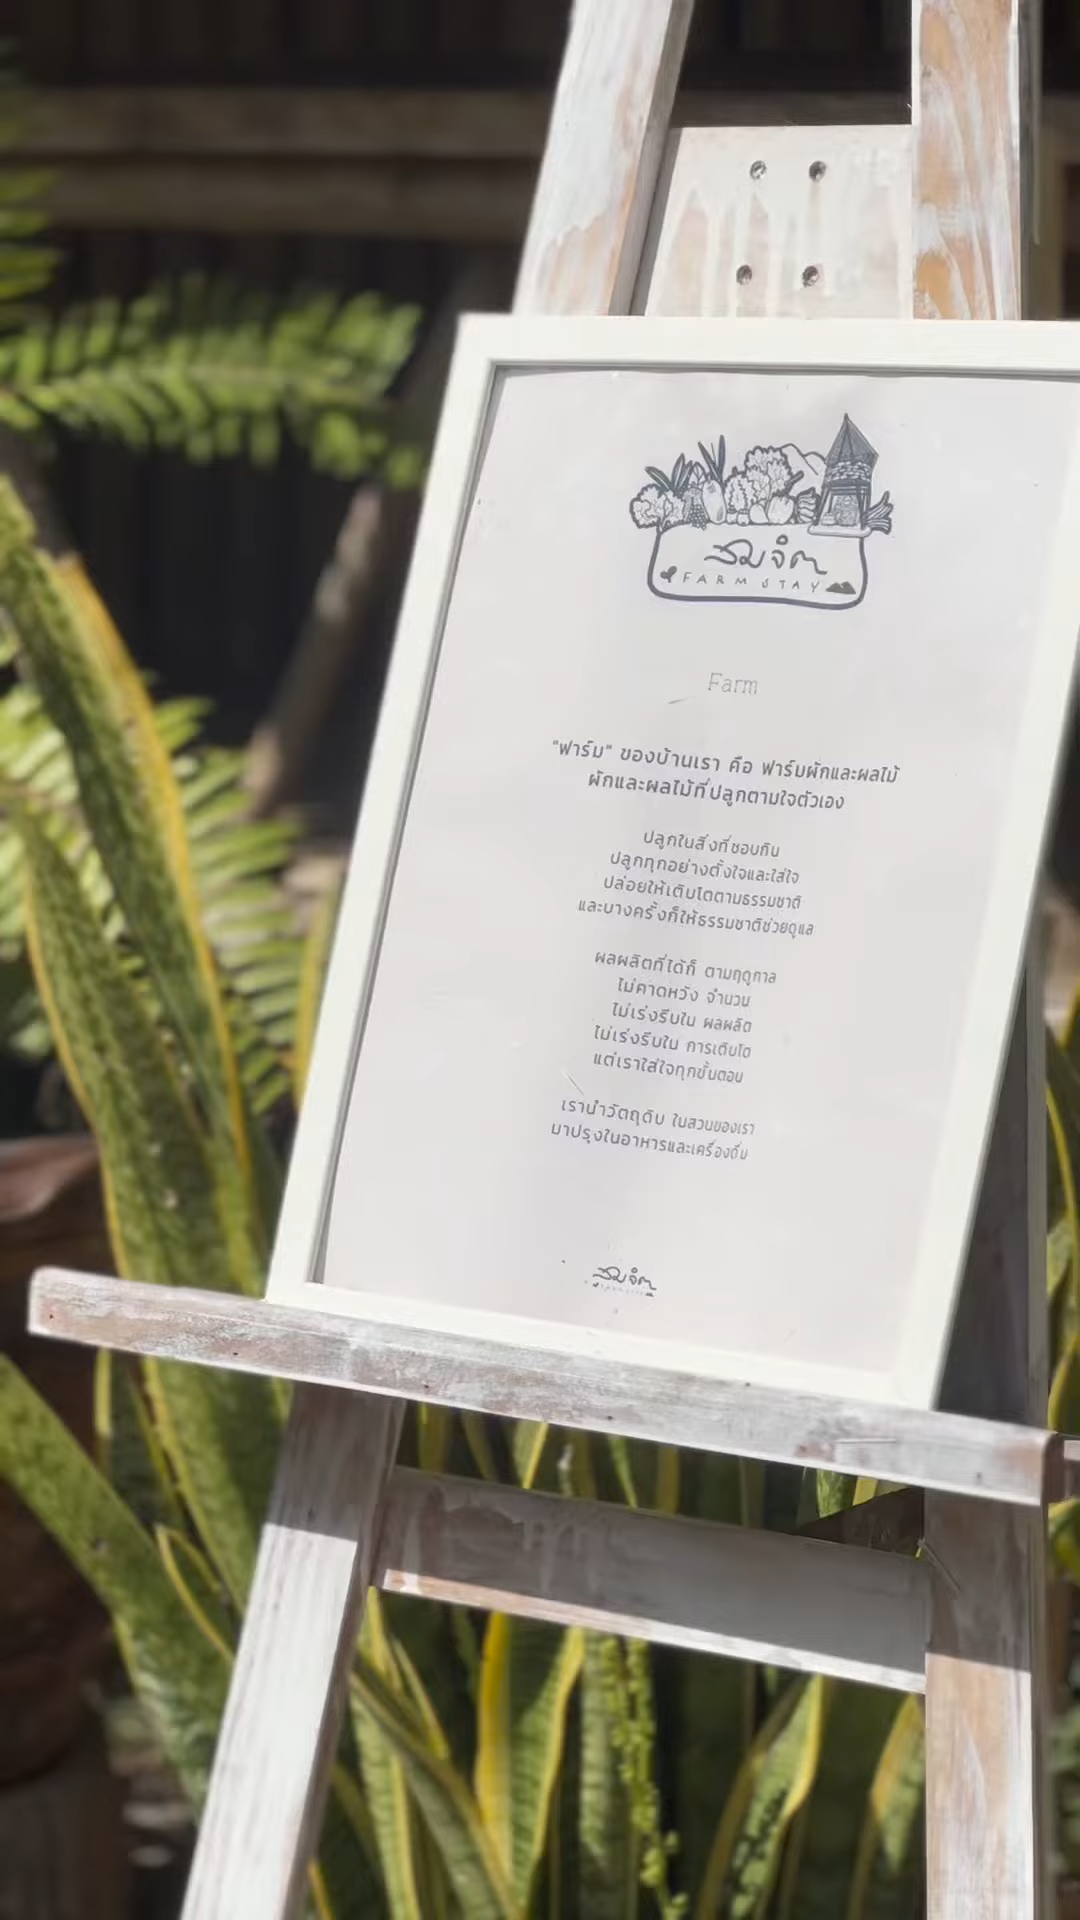 สมจิต
FARM STAY
Farm
"ฟาร์ม" ของบ้านเรา คือ ฟาร์มผักและผลไม้
ผักและผลไม้ที่ปลูกตามใจตัวเอง
ปลูกในสิ่งที่ชอบกิน
ปลูกทุกอย่างตั้งใจและใส่ใจ
ปล่อยให้เติบโตตามธรรมชาติ
และบางครั้งก็ให้ธรรมชาติช่วยดูแล
ผลผลิตที่ได้ก็ ตามฤดูกาล
ไม่คาดหวัง จำนวน
ไม่เร่งรีบใน ผลผลิต
ไม่เร่งรีบใน การเติบโต
แต่เราใส่ใจทุกขั้นตอน
เรานำวัตถุดิบ ในสวนของเรา
มาปรุงในอาหารและเครื่องดื่ม
สมจิต